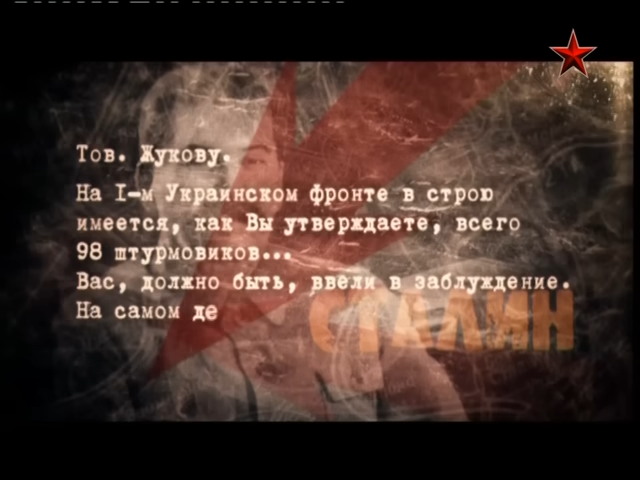 Тов. Жукову.
На I-м Украинском фронте в строю
имеется, как Вы утверждаете, всего
98 штурмовиков...
Вас, должно быть, ввели в заблуждение.
На самом де
СТАЛИН